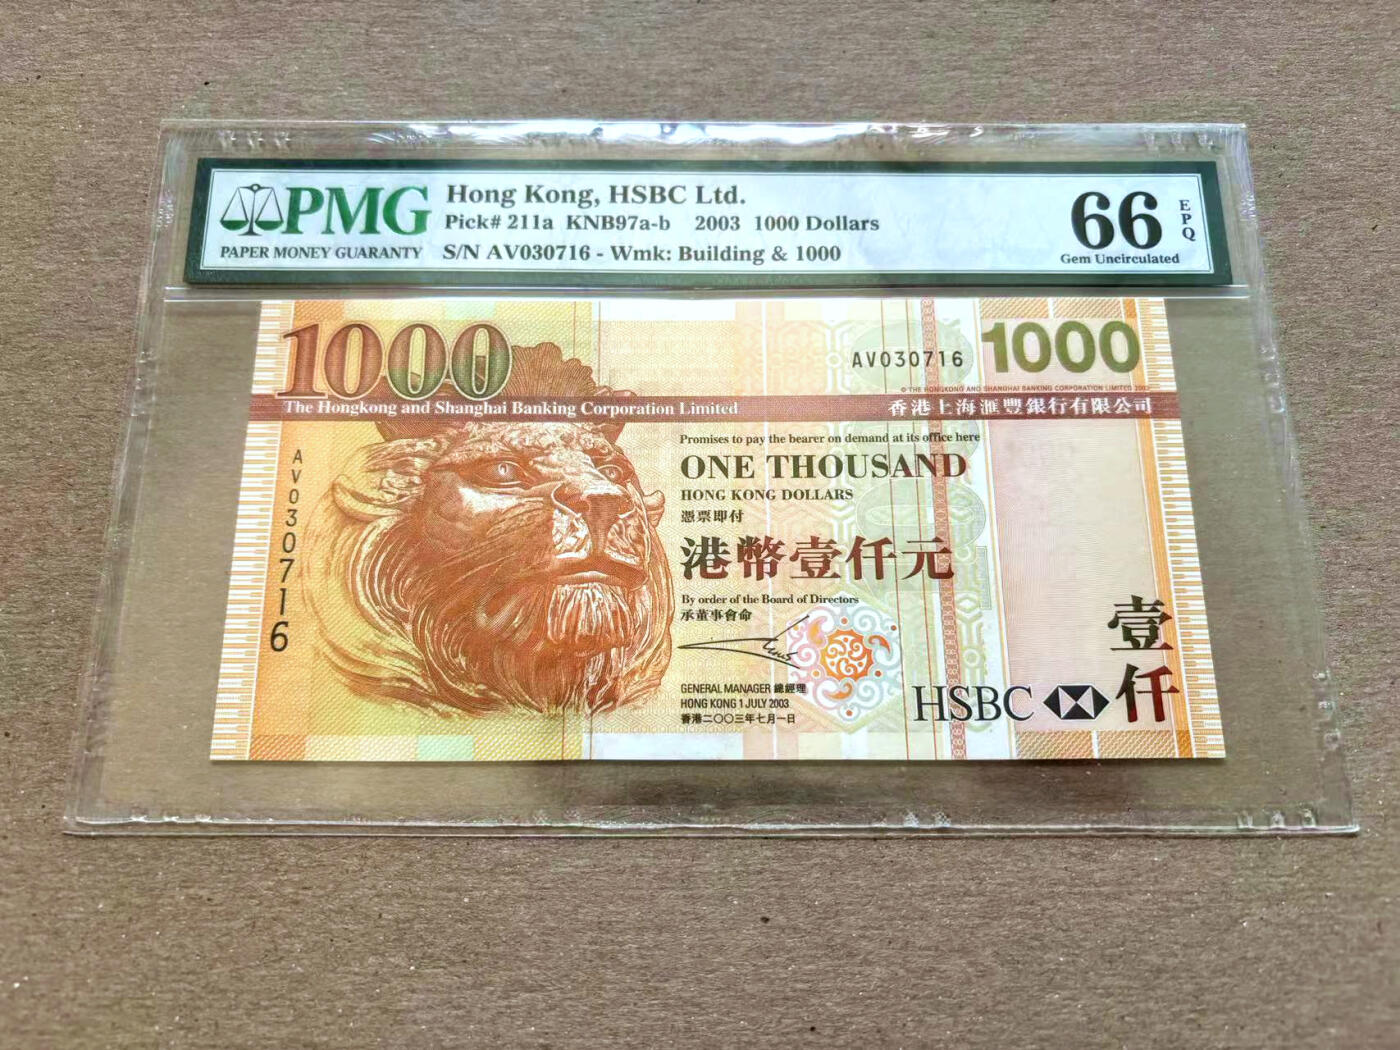 PMG
PAPER MONEY GUARANTY
Hong Kong, HSBC Ltd.
Pick# 211a KNB97a-b 2003 1000 Dollars
S/N AV030716 - Wmk: Building & 1000
66
EPQ
Gem Uncirculated
1000
AV030716
1000
© THE HONGKONG AND SHANGHAI BANKING CORPORATION LIMITED 2003
The Hongkong and Shanghai Banking Corporation Limited
香港上海滙豐銀行有限公司
AV030716
Promises to pay the bearer on demand at its office here
ONE THOUSAND
HONG KONG DOLLARS
憑票即付
港幣壹仟元
By order of the Board of Directors
承董事會命
GENERAL MANAGER 總經理
HONG KONG 1 JULY 2003
香港二〇〇三年七月一日
HSBC
壹仟